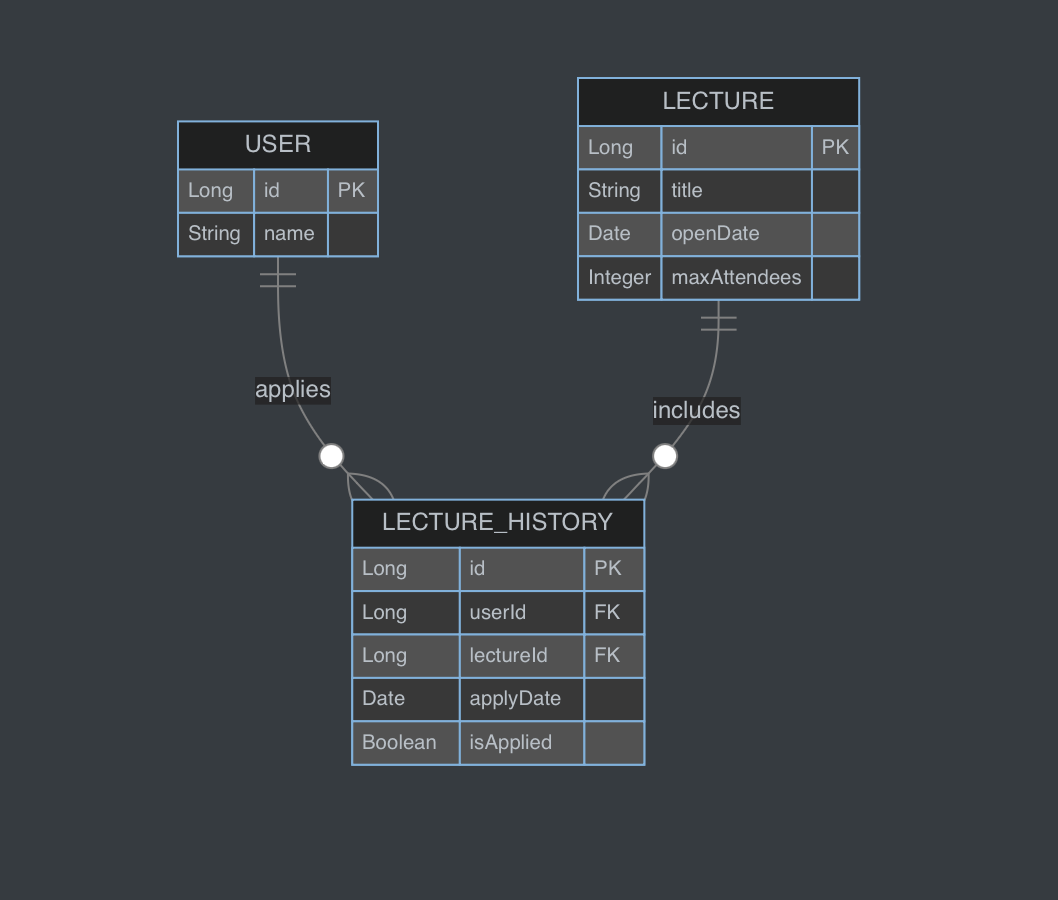 USER
Long id PK
String name
LECTURE
Long id PK
String title
Date openDate
Integer maxAttendees
applies
includes
LECTURE_HISTORY
Long id PK
Long userId FK
Long lectureId FK
Date applyDate
Boolean isApplied